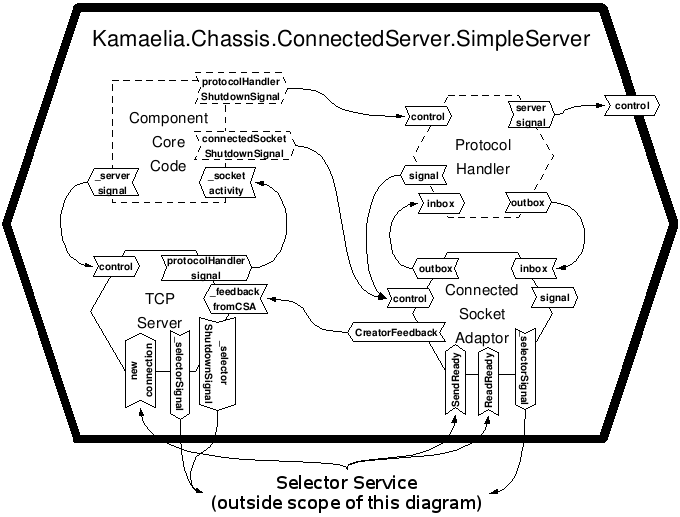 Kamaelia.Chassis.ConnectedServer.SimpleServer
protocolHandler
ShutdownSignal
Component
Core
Code
connectedSocket
ShutdownSignal
_server
signal
_socket
activity
control
server
signal
control
Protocol
Handler
signal
inbox
outbox
control
protocolHandler
signal
TCP
Server
_feedback
fromCSA
new
connection
_selectorSignal
_selector
ShutdownSignal
outbox
inbox
control
Connected
Socket
Adaptor
signal
CreatorFeedback
SendReady
ReadReady
_selectorSignal
Selector Service
(outside scope of this diagram)